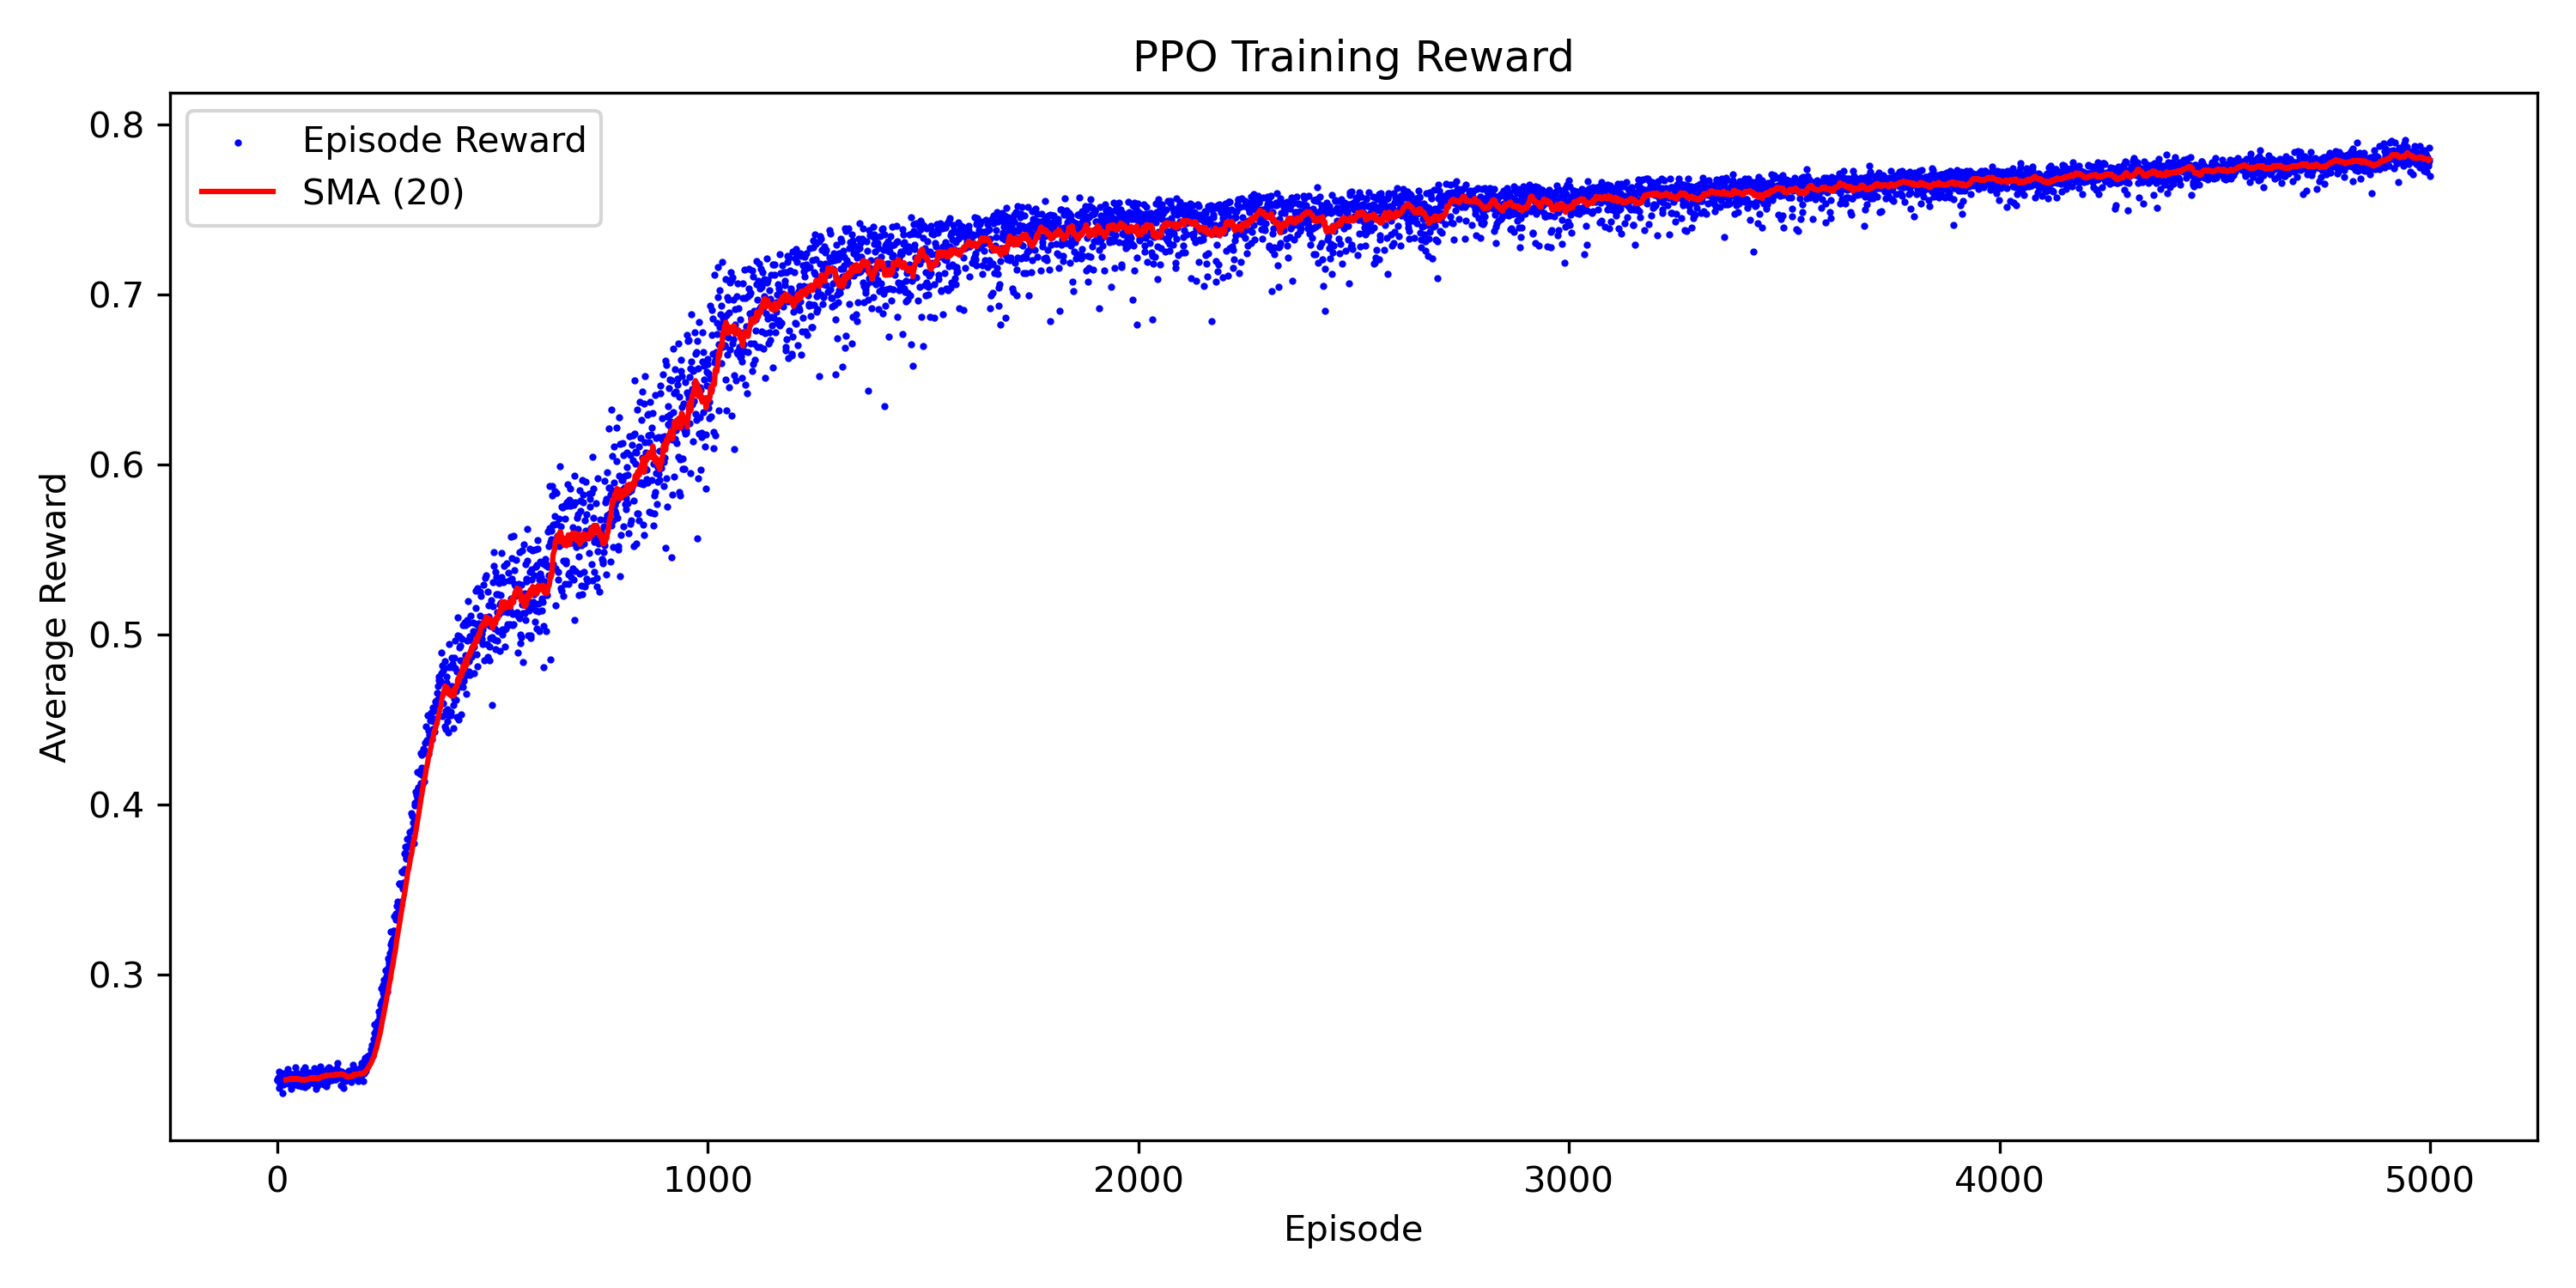 PPO Training Reward
Episode Reward
SMA (20)
Average Reward
0.8
0.7
0.6
0.5
0.4
0.3
0 1000 2000 3000 4000 5000
Episode